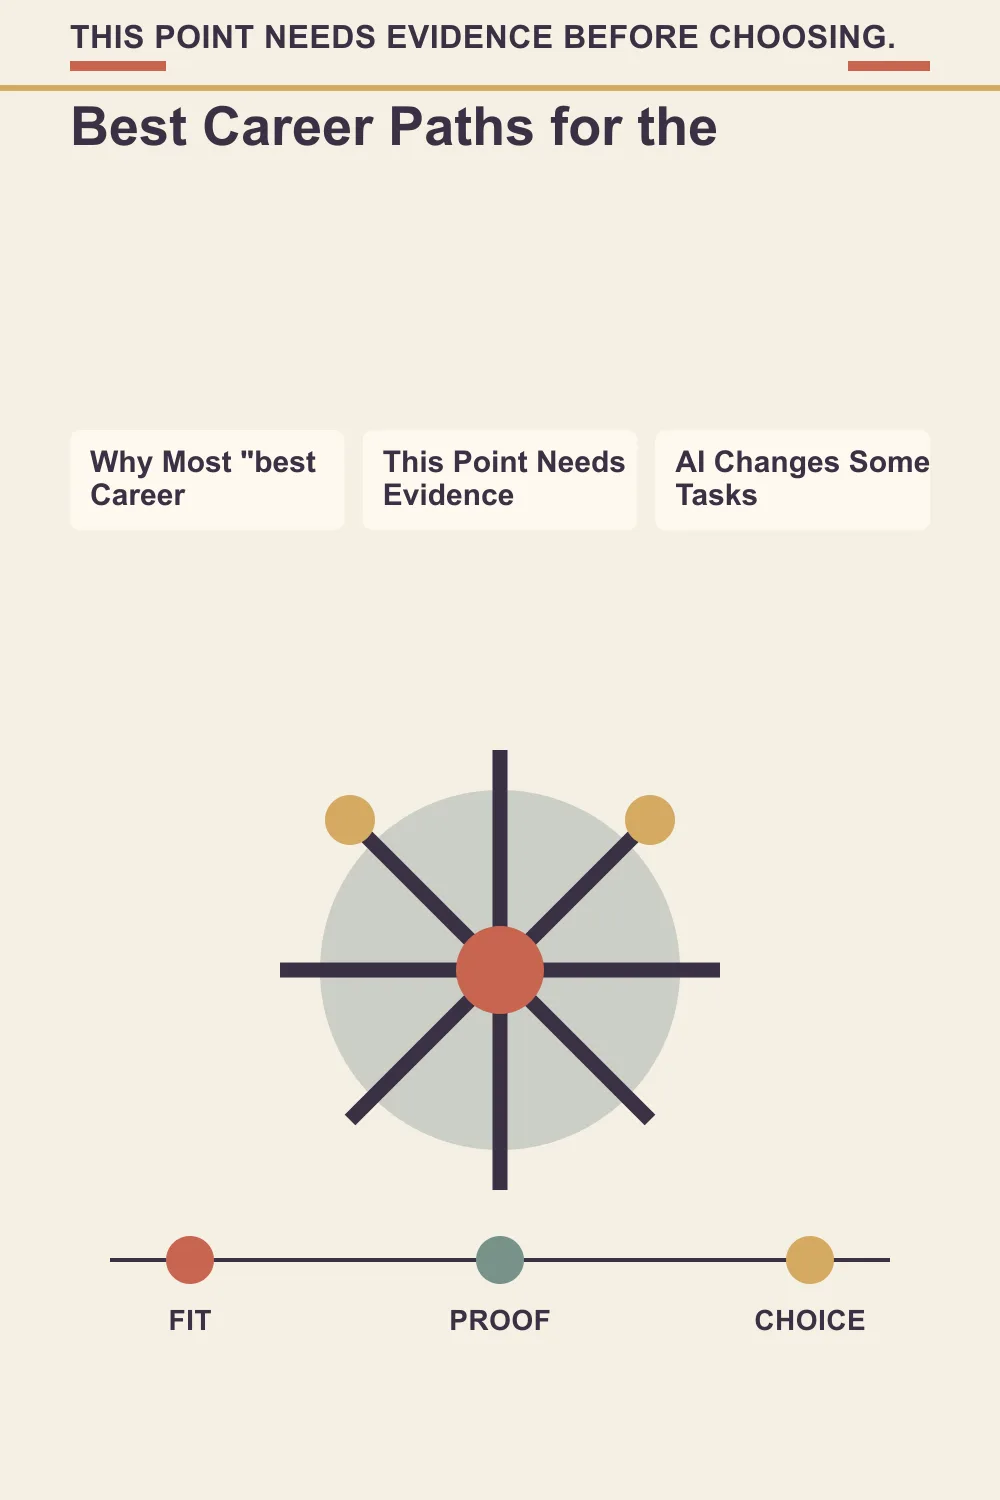 THIS POINT NEEDS EVIDENCE BEFORE CHOOSING.
Best Career Paths for the
Why Most "best
Career
This Point Needs
Evidence
AI Changes Some
Tasks
FIT
PROOF
CHOICE